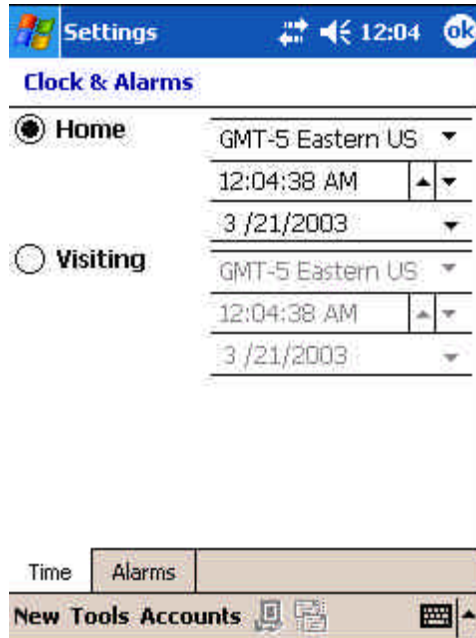 Settings 12:04 ok
Clock & Alarms
Home GMT-5 Eastern US
12:04:38 AM
3 /21/2003
Visiting GMT-5 Eastern US
12:04:38 AM
3 /21/2003
Time Alarms
New Tools Accounts